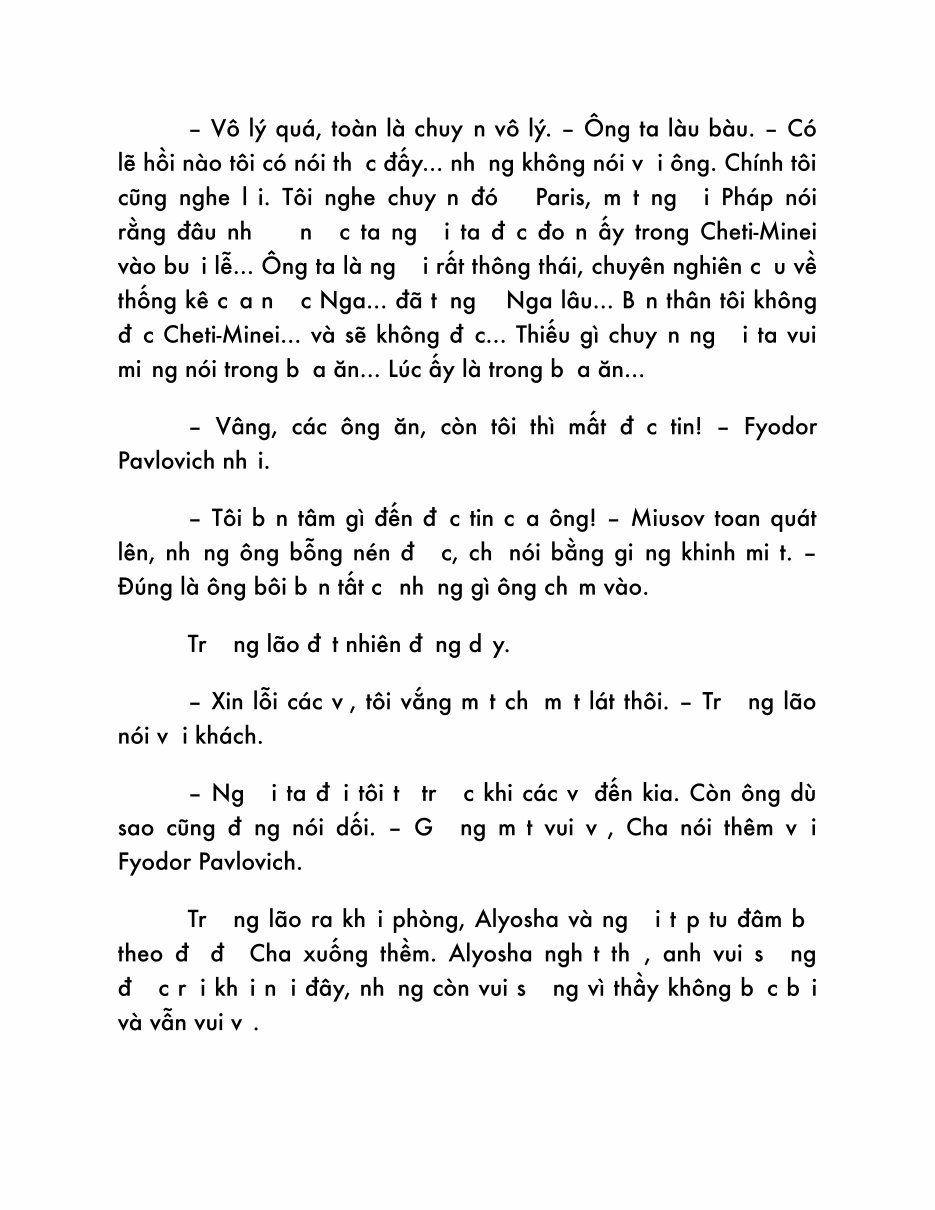 – Vô lý quá, toàn là chuy n vô lý. – Ông ta làu bàu. – Có
lẽ hồi nào tôi có nói th c đấy... nh ng không nói v i ông. Chính tôi
cũng nghe l i. Tôi nghe chuy n đó Paris, m t ng i Pháp nói
rằng đâu nh n c ta ng i ta đ c đo n ấy trong Cheti-Minei
vào bu i lễ... Ông ta là ng i rất thông thái, chuyên nghiên c u về
thống kê c a n c Nga... đã t ng Nga lâu... B n thân tôi không
đ c Cheti-Minei... và sẽ không đ c... Thiếu gì chuy n ng i ta vui
mi ng nói trong b a ăn... Lúc ấy là trong b a ăn...
– Vâng, các ông ăn, còn tôi thì mất đ c tin! – Fyodor
Pavlovich nh i.
– Tôi b n tâm gì đến đ c tin c a ông! – Miusov toan quát
lên, nh ng ông bỗng nén đ c, ch nói bằng gi ng khinh mi t. –
Đúng là ông bôi b n tất c nh ng gì ông ch m vào.
Tr ng lão đ t nhiên đ ng d y.
– Xin lỗi các v , tôi vắng m t ch m t lát thôi. – Tr ng lão
nói v i khách.
– Ng i ta đ i tôi t tr c khi các v đến kia. Còn ông dù
sao cũng đ ng nói dối. – G ng m t vui v , Cha nói thêm v i
Fyodor Pavlovich.
Tr ng lão ra kh i phòng, Alyosha và ng i t p tu đâm b
theo đ đ Cha xuống thềm. Alyosha ngh t th , anh vui s ng
đ c r i kh i n i đây, nh ng còn vui s ng vì thầy không b c b i
và vẫn vui v .